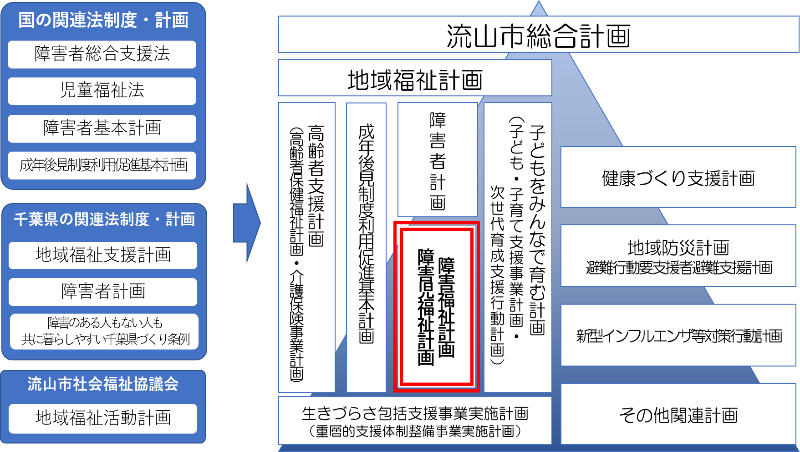 国の関連法制度・計画
障害者総合支援法
児童福祉法
障害者基本計画
成年後見制度利用促進基本計画
千葉県の関連法制度・計画
地域福祉支援計画
障害者計画
障害のある人もない人も
共に暮らしやすい千葉県づくり条例
流山市社会福祉協議会
地域福祉活動計画
流山市総合計画
地域福祉計画
高齢者支援計画
（高齢者保健福祉計画・介護保険事業計画）
成年後見制度利用促進基本計画
障害者計画
障害福祉計画
障害児福祉計画
子どもをみんなで育む計画
（子ども・子育て支援事業計画・
次世代育成支援行動計画）
生きづらさ包括支援事業実施計画
（重層的支援体制整備事業実施計画）
健康づくり支援計画
地域防災計画
避難行動要支援者避難支援計画
新型インフルエンザ等対策行動計画
その他関連計画